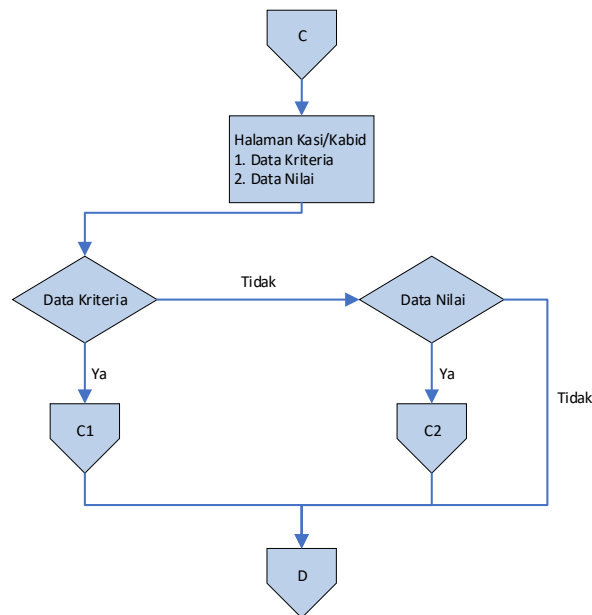 C
Halaman Kasi/Kabid
1. Data Kriteria
2. Data Nilai
Data Kriteria
Tidak
Data Nilai
Ya
Ya
Tidak
C1
C2
D